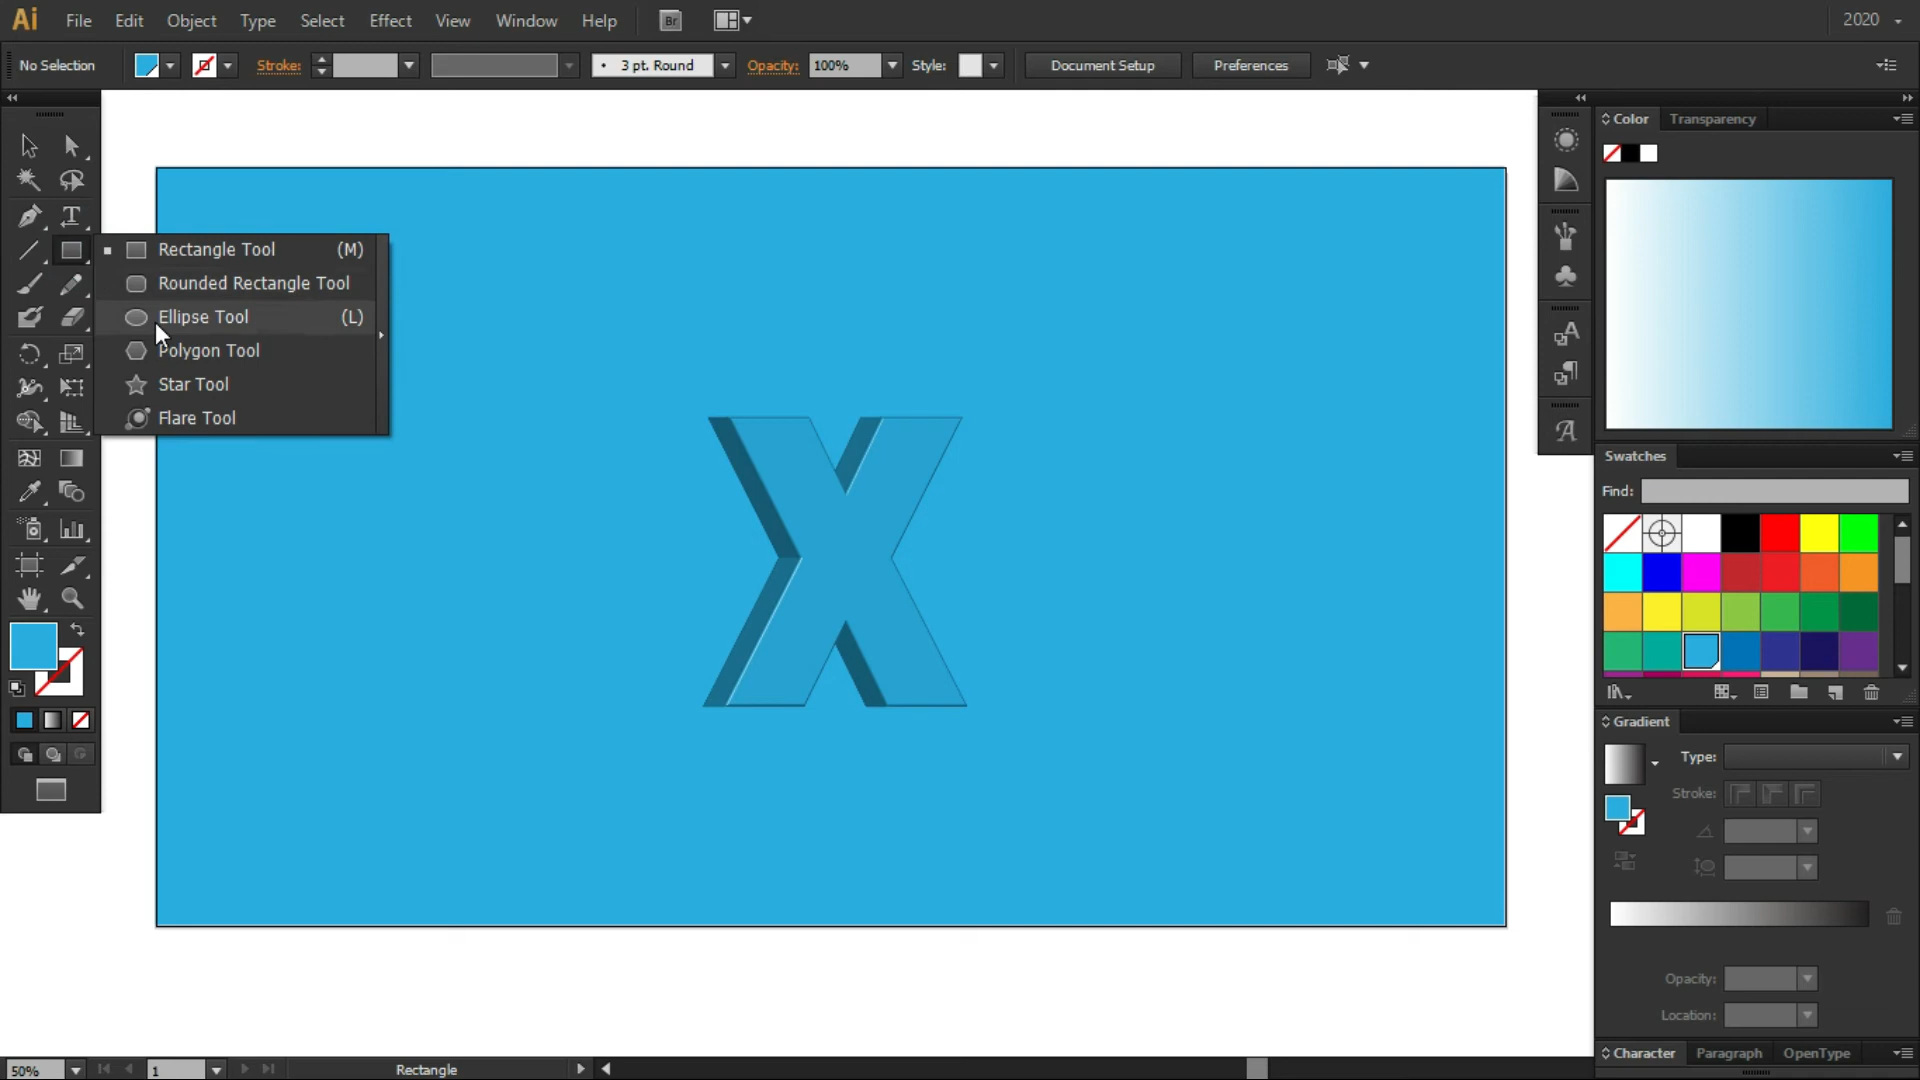 Ai File Edit Object Type Select Effect View Window Help Br 2020
No Selection Stroke: 3 pt. Round Opacity: 100% Style: Document Setup Preferences
Color Transparency
Rectangle Tool (M)
Rounded Rectangle Tool
Ellipse Tool (L)
Polygon Tool
Star Tool
Flare Tool
X
Swatches
Find:
Gradient
Type:
Stroke:
Opacity:
Location:
Character Paragraph OpenType
50% 1 Rectangle